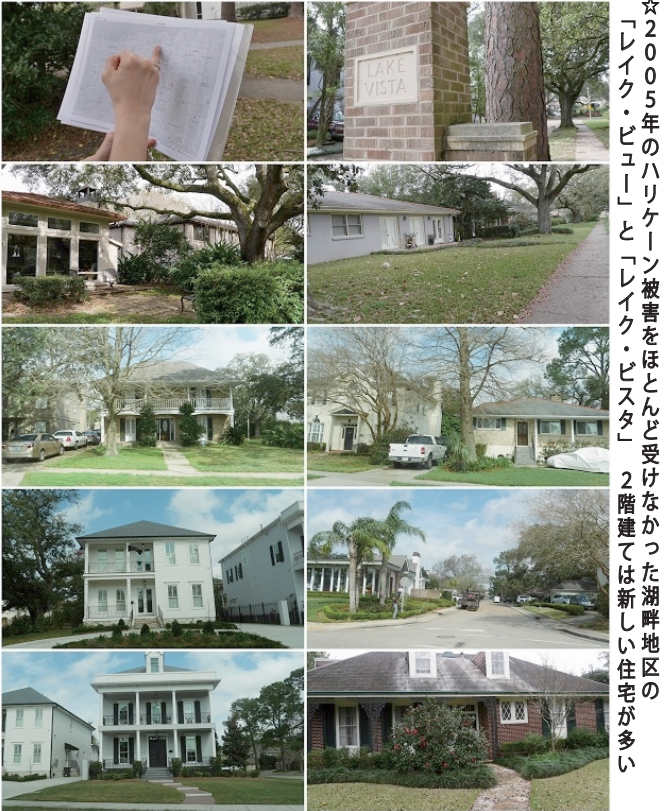 ☆2005年のハリケーン被害をほとんど受けなかった湖畔地区の
「レイク・ビュー」と「レイク・ビスタ」 2階建ては新しい住宅が多い
LAKE
VISTA